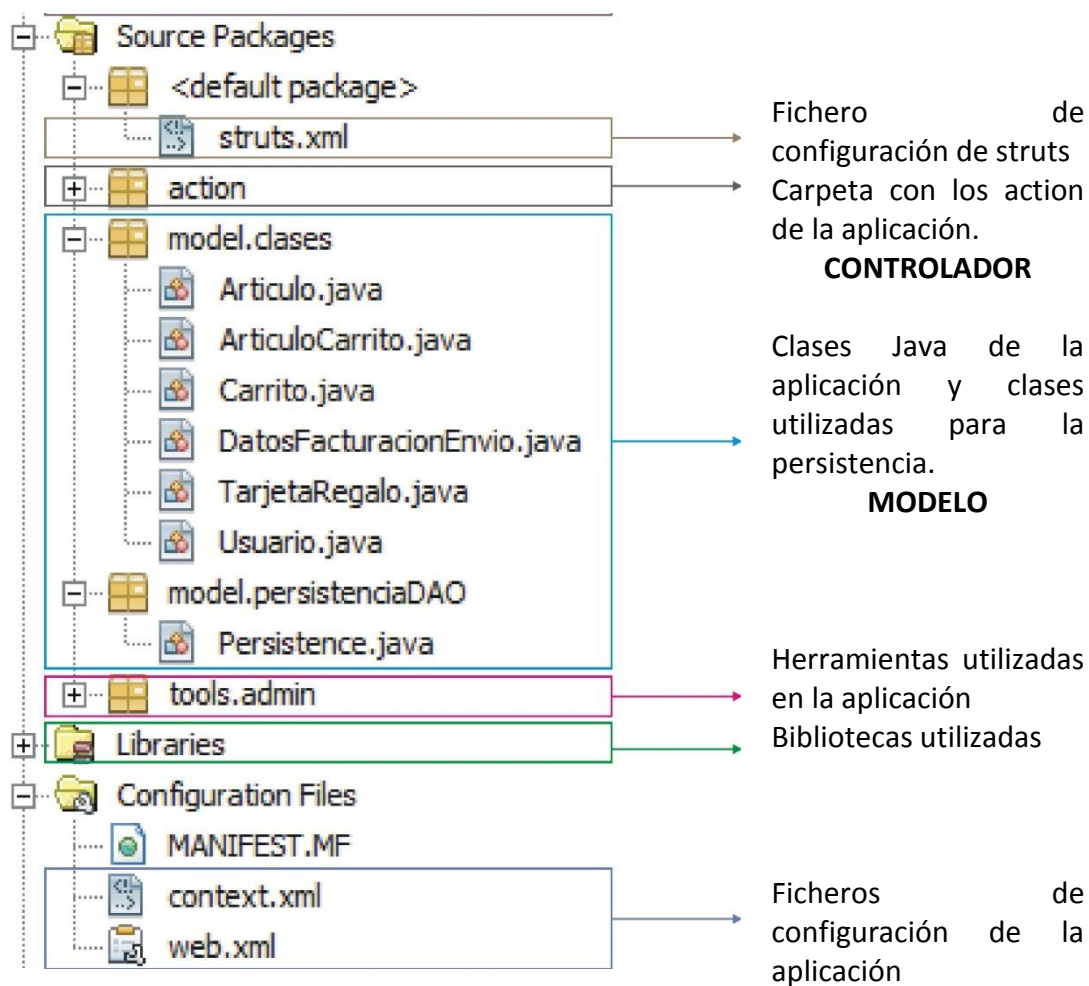 Source Packages
<default package>
struts.xml
action
model.clases
Articulo.java
ArticuloCarrito.java
Carrito.java
DatosFacturacionEnvio.java
TarjetaRegalo.java
Usuario.java
model.persistenciaDAO
Persistence.java
tools.admin
Libraries
Configuration Files
MANIFEST.MF
context.xml
web.xml
Fichero de
configuración de struts
Carpeta con los action
de la aplicación.
CONTROLADOR
Clases Java de la
aplicación y clases
utilizadas para la
persistencia.
MODELO
Herramientas utilizadas
en la aplicación
Bibliotecas utilizadas
Ficheros de
configuración de la
aplicación